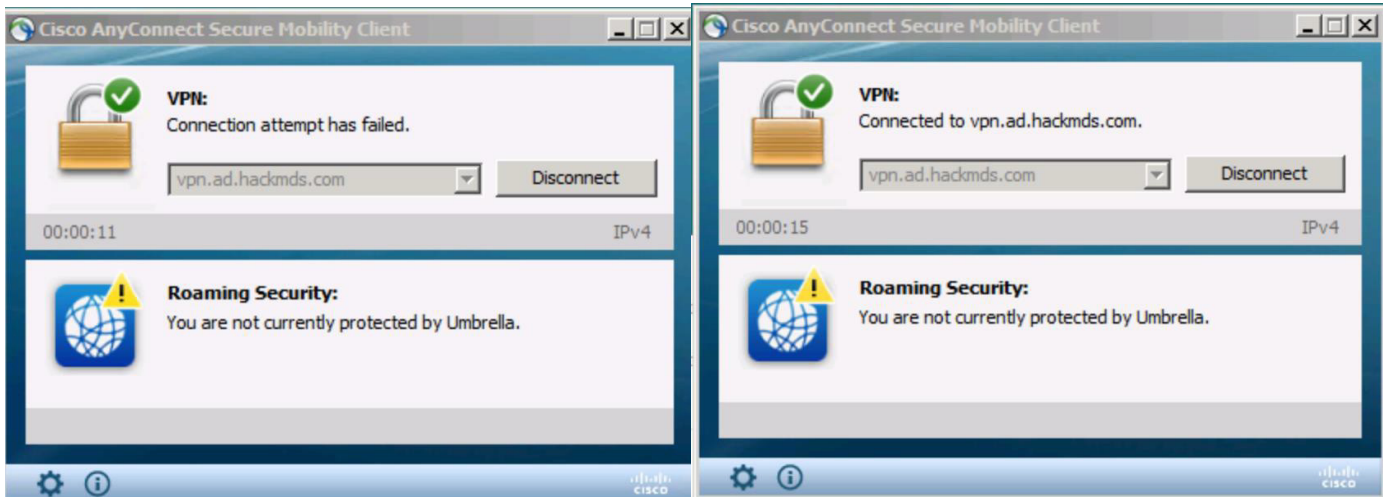 Cisco AnyConnect Secure Mobility Client
VPN:
Connection attempt has failed.
vpn.ad.hackmds.com
Disconnect
00:00:11
IPv4
Roaming Security:
You are not currently protected by Umbrella.
cisco
Cisco AnyConnect Secure Mobility Client
VPN:
Connected to vpn.ad.hackmds.com.
vpn.ad.hackmds.com
Disconnect
00:00:15
IPv4
Roaming Security:
You are not currently protected by Umbrella.
cisco